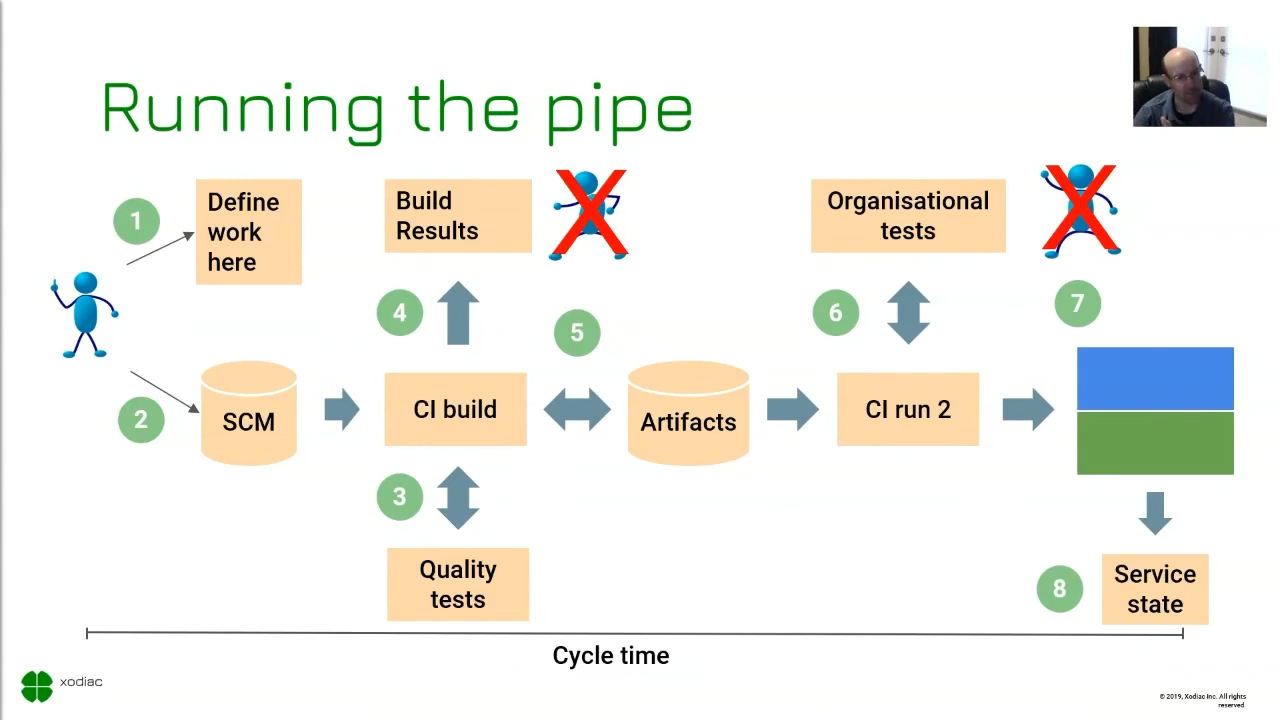 Running the pipe
1
Define
work
here
Build
Results
Organisational
tests
4
5
6
7
2
SCM
CI build
Artifacts
CI run 2
3
Quality
tests
8
Service
state
Cycle time
xodiac
© 2019, Xodiac Inc. All rights
reserved.